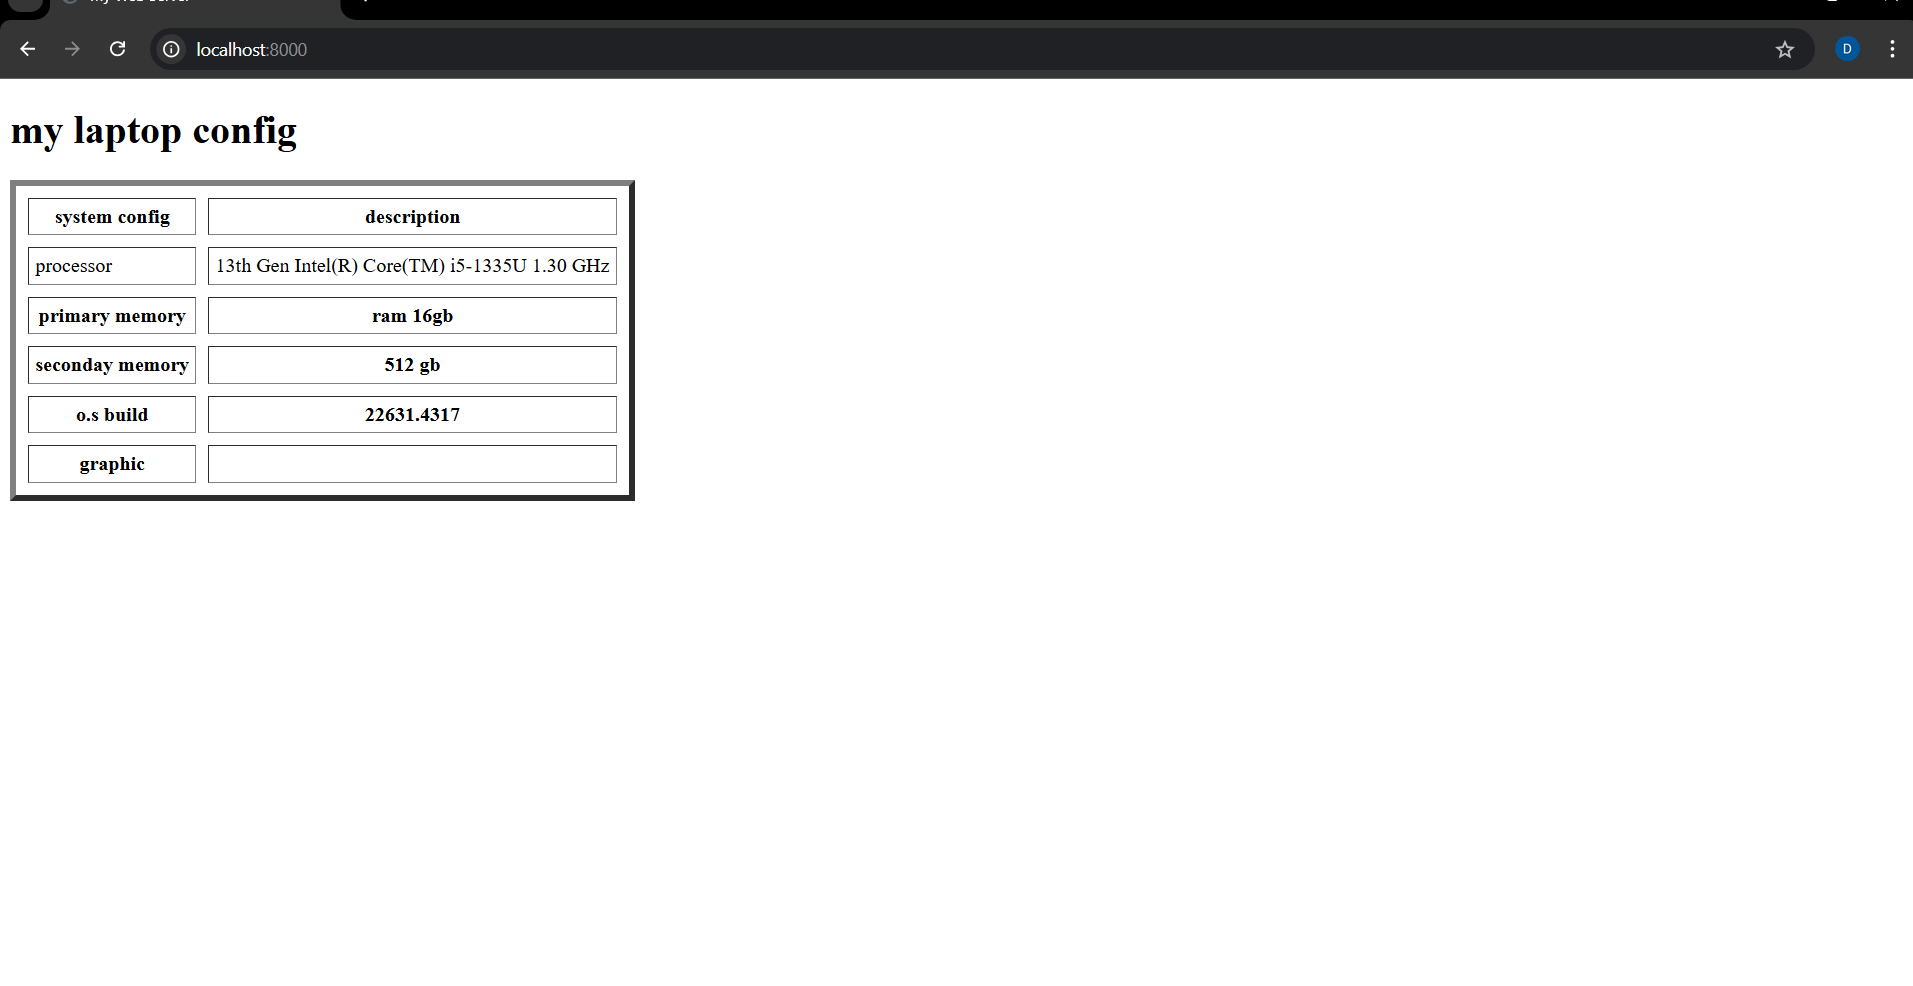 localhost:8000
D
my laptop config
system config description
processor 13th Gen Intel(R) Core(TM) i5-1335U 1.30 GHz
primary memory ram 16gb
seconday memory 512 gb
o.s build 22631.4317
graphic